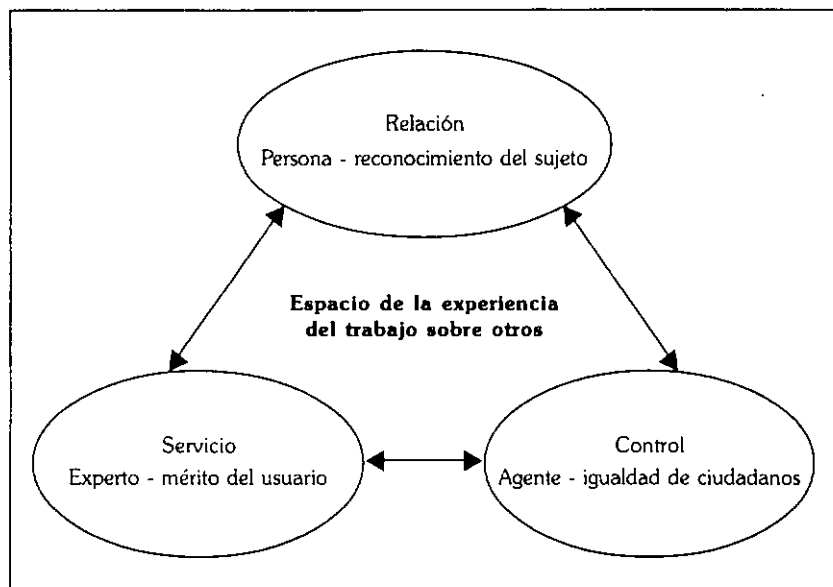 Relación
Persona - reconocimiento del sujeto
Espacio de la experiencia
del trabajo sobre otros
Servicio
Experto - mérito del usuario
Control
Agente - igualdad de ciudadanos